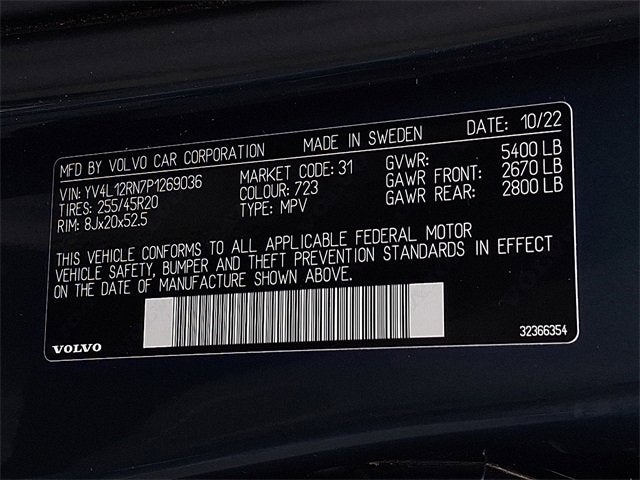 MFD BY VOLVO CAR CORPORATION MADE IN SWEDEN DATE: 10/22
VIN: YV4L12RN7P1269036 MARKET CODE: 31 GVWR: 5400 LB
TIRES: 255/45R20 COLOUR: 723 GAWR FRONT: 2670 LB
RIM: 8Jx20x52.5 TYPE: MPV GAWR REAR: 2800 LB
THIS VEHICLE CONFORMS TO ALL APPLICABLE FEDERAL MOTOR
VEHICLE SAFETY, BUMPER AND THEFT PREVENTION STANDARDS IN EFFECT
ON THE DATE OF MANUFACTURE SHOWN ABOVE.
VOLVO 32366354